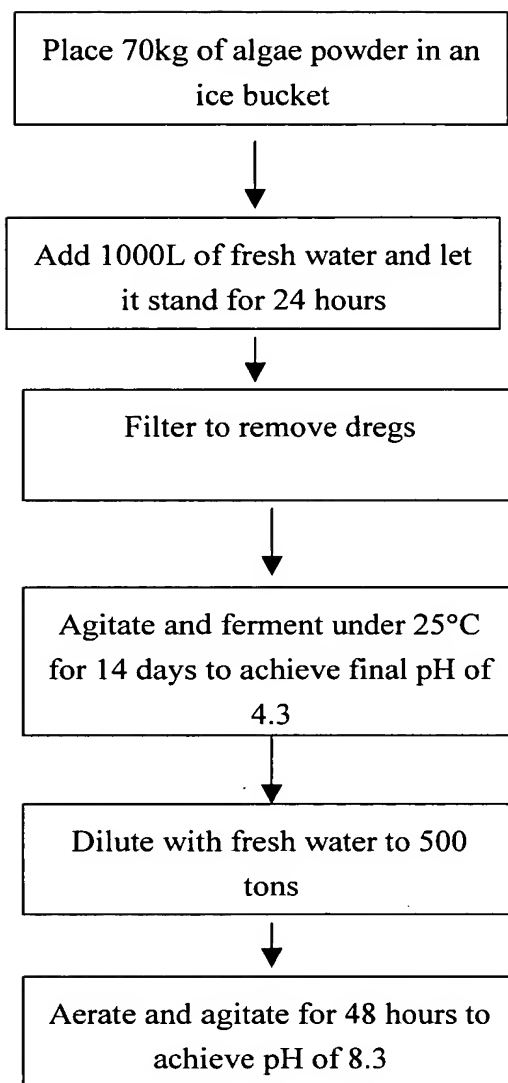 Place 70kg of algae powder in an
ice bucket
Add 1000L of fresh water and let
it stand for 24 hours
Filter to remove dregs
Agitate and ferment under 25°C
for 14 days to achieve final pH of
4.3
Dilute with fresh water to 500
tons
Aerate and agitate for 48 hours to
achieve pH of 8.3